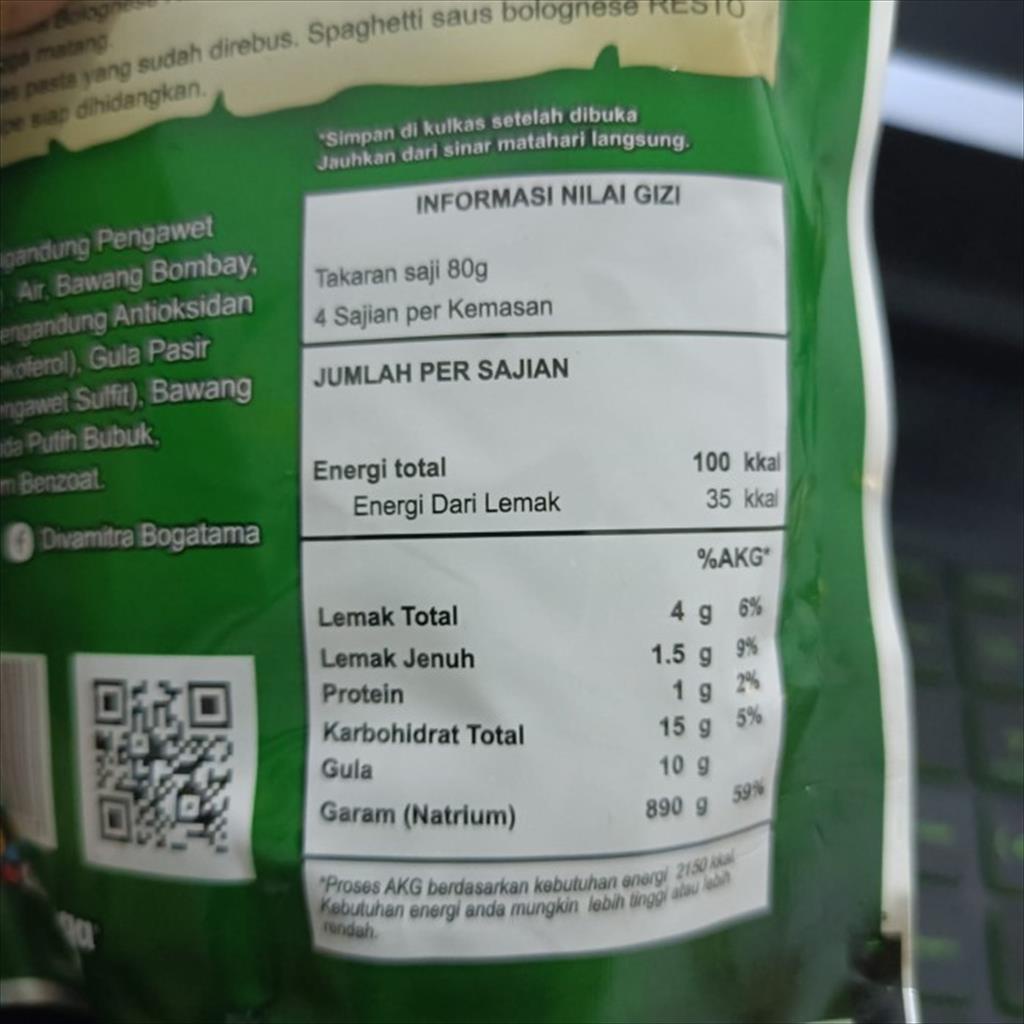 matang.
pasta yang sudah direbus. Spaghetti saus bolognese RESTO
siap dihidangkan.
*Simpan di kulkas setelah dibuka
Jauhkan dari sinar matahari langsung.
Pengawet
Air, Bawang Bombay,
Antioksidan
Gula Pasir
Sulfit), Bawang
Putih Bubuk,
Benzoat.
f Divamitra Bogatama
INFORMASI NILAI GIZI
Takaran saji 80g
4 Sajian per Kemasan
JUMLAH PER SAJIAN
Energi total 100 kkal
Energi Dari Lemak 35 kkal
%AKG*
Lemak Total 4 g 6%
Lemak Jenuh 1.5 g 9%
Protein 1 g 2%
Karbohidrat Total 15 g 5%
Gula 10 g
Garam (Natrium) 890 g 59%
*Proses AKG berdasarkan kebutuhan energi 2150 kkal.
Kebutuhan energi anda mungkin lebih tinggi atau lebih
rendah.